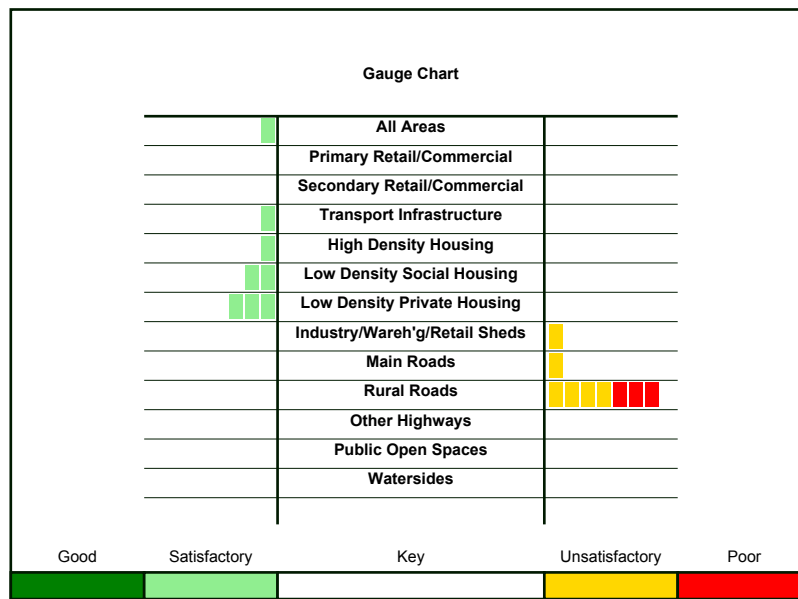 Gauge Chart
All Areas
Primary Retail/Commercial
Secondary Retail/Commercial
Transport Infrastructure
High Density Housing
Low Density Social Housing
Low Density Private Housing
Industry/Wareh'g/Retail Sheds
Main Roads
Rural Roads
Other Highways
Public Open Spaces
Watersides
Good Satisfactory Key Unsatisfactory Poor